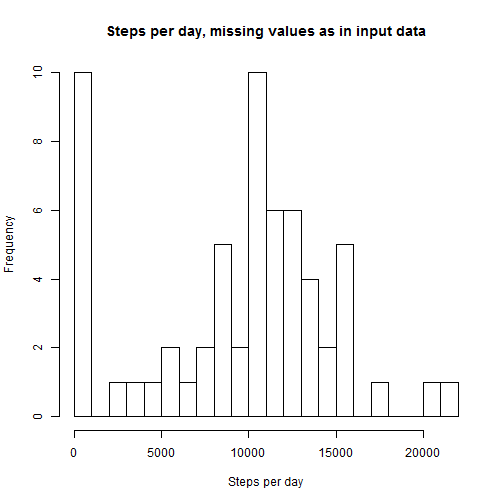 Steps per day, missing values as in input data
Frequency
10
8
6
4
2
0
0 5000 10000 15000 20000
Steps per day